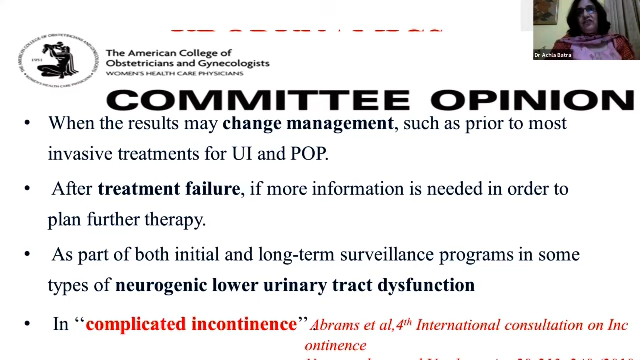 The American College of
Obstetricians and Gynecologists
WOMEN'S HEALTH CARE PHYSICIANS
1951
COMMITTEE OPINION
Dr Achla Batra
• When the results may change management, such as prior to most
invasive treatments for UI and POP.
• After treatment failure, if more information is needed in order to
plan further therapy.
• As part of both initial and long-term surveillance programs in some
types of neurogenic lower urinary tract dysfunction
• In ‘‘complicated incontinence’’. Abrams et al,4th International consultation on Inc
ontinence